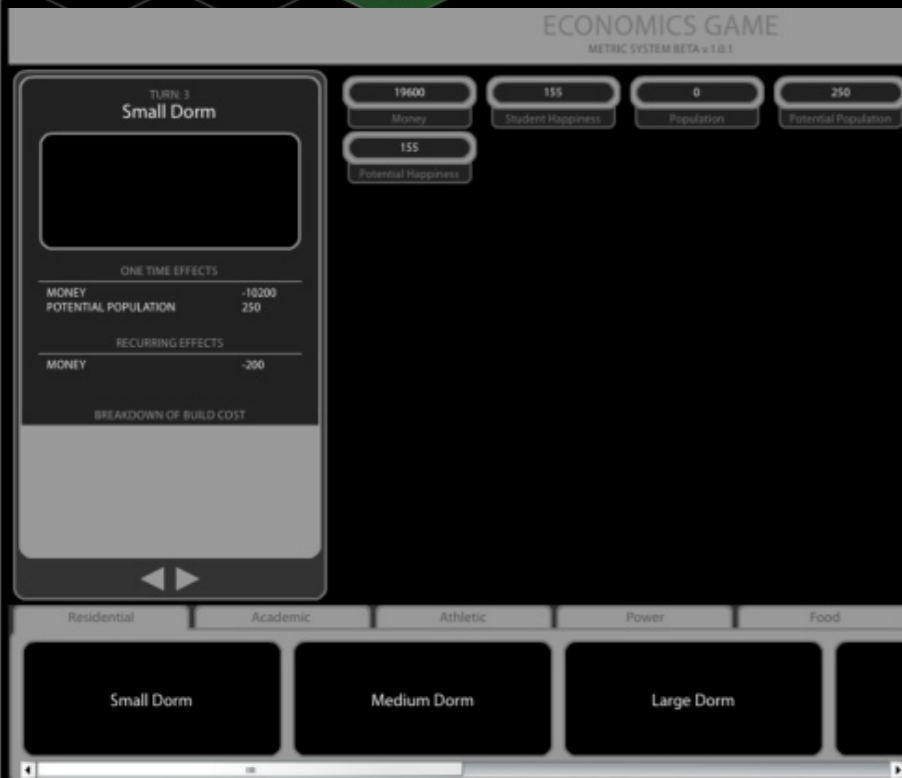 ECONOMICS GAME
METRIC SYSTEM BETA v.1.0.1
TURN: 3
Small Dorm
ONE TIME EFFECTS
MONEY -10200
POTENTIAL POPULATION 250
RECURRING EFFECTS
MONEY -200
BREAKDOWN OF BUILD COST
19600 155 0 250
Money Student Happiness Population Potential Population
155
Potential Happiness
Residential Academic Athletic Power Food
Small Dorm Medium Dorm Large Dorm